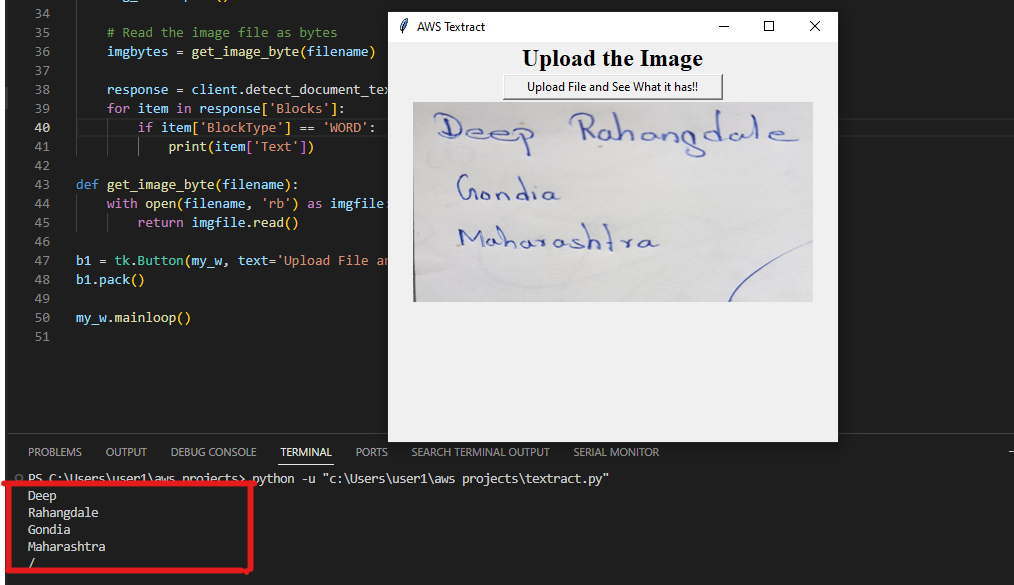 34
35 # Read the image file as bytes
36 imgbytes = get_image_byte(filename)
37
38 response = client.detect_document_te
39 for item in response['Blocks']:
40 if item['BlockType'] == 'WORD':
41 print(item['Text'])
42
43 def get_image_byte(filename):
44 with open(filename, 'rb') as imgfile:
45 return imgfile.read()
46
47 b1 = tk.Button(my_w, text='Upload File an
48 b1.pack()
49
50 my_w.mainloop()
51
AWS Textract
Upload the Image
Upload File and See What it has!!
Deep Rahangdale
Gondia
Maharashtra
PROBLEMS OUTPUT DEBUG CONSOLE TERMINAL PORTS SEARCH TERMINAL OUTPUT SERIAL MONITOR
PS C:\Users\user1\aws projects> python -u "c:\Users\user1\aws projects\textract.py"
Deep
Rahangdale
Gondia
Maharashtra
/